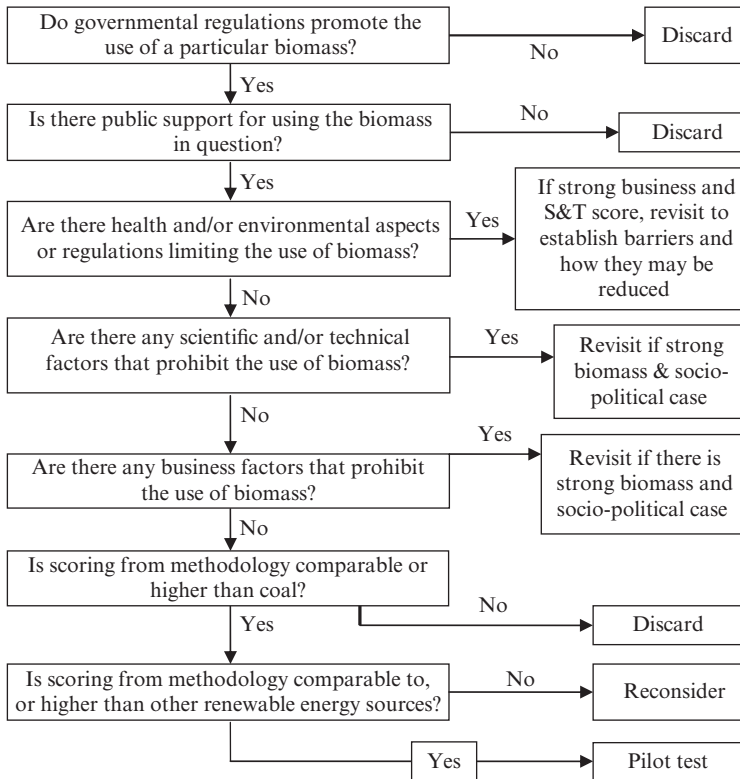 Do governmental regulations promote the
use of a particular biomass?
No
Discard
Yes
Is there public support for using the biomass
in question?
No
Discard
Yes
Are there health and/or environmental aspects
or regulations limiting the use of biomass?
Yes
If strong business and
S&T score, revisit to
establish barriers and
how they may be
reduced
No
Are there any scientific and/or technical
factors that prohibit the use of biomass?
Yes
Revisit if strong
biomass & socio-
political case
No
Are there any business factors that prohibit
the use of biomass?
Yes
Revisit if there is
strong biomass and
socio-political case
No
Is scoring from methodology comparable or
higher than coal?
No
Discard
Yes
Is scoring from methodology comparable to,
or higher than other renewable energy sources?
No
Reconsider
Yes
Pilot test